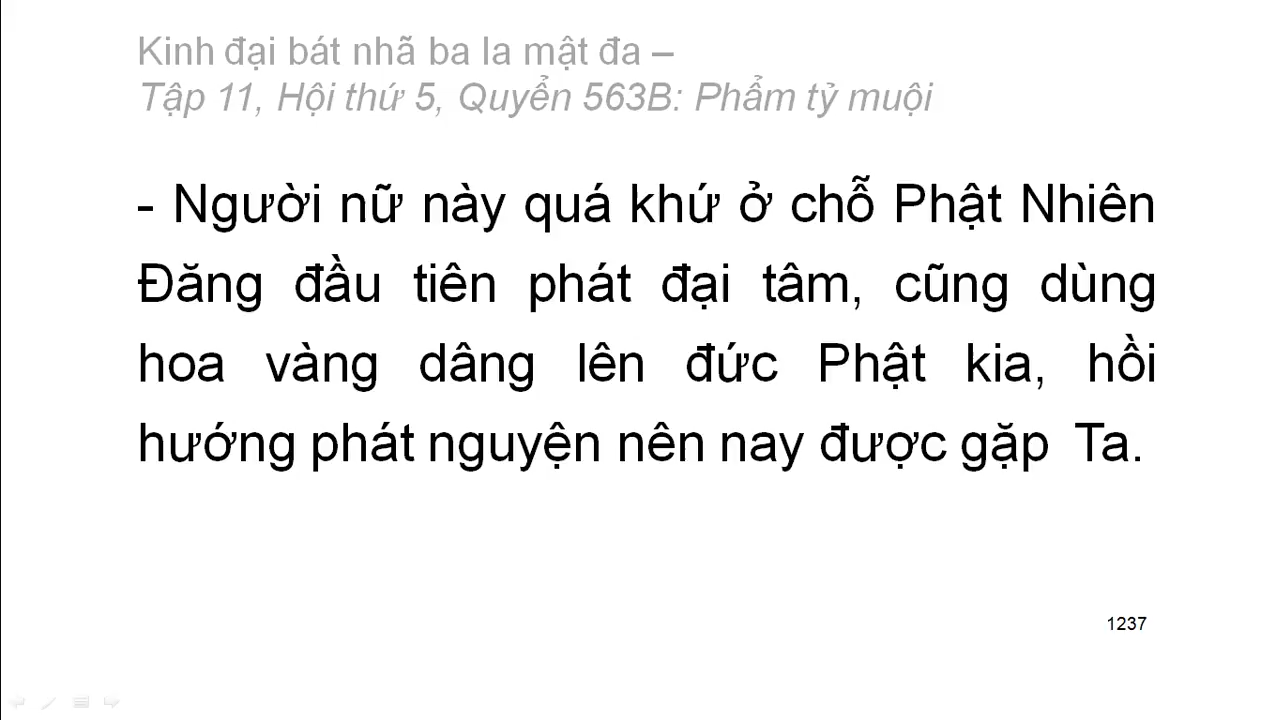 Kinh đại bát nhã ba la mật đa –
Tập 11, Hội thứ 5, Quyển 563B: Phẩm tỷ muội
- Người nữ này quá khứ ở chỗ Phật Nhiên
Đăng đầu tiên phát đại tâm, cũng dùng
hoa vàng dâng lên đức Phật kia, hồi
hướng phát nguyện nên nay được gặp Ta.
1237